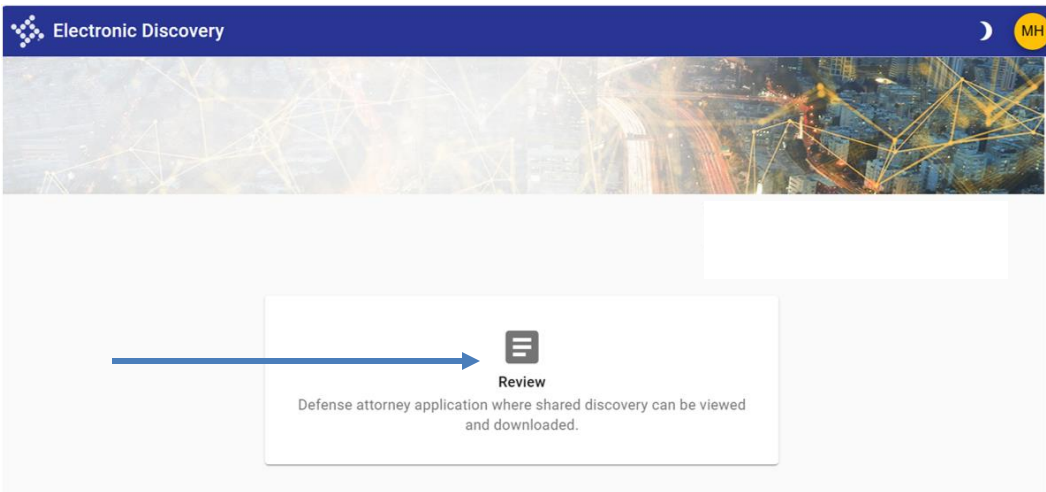 Electronic Discovery
MH
Review
Defense attorney application where shared discovery can be viewed
and downloaded.